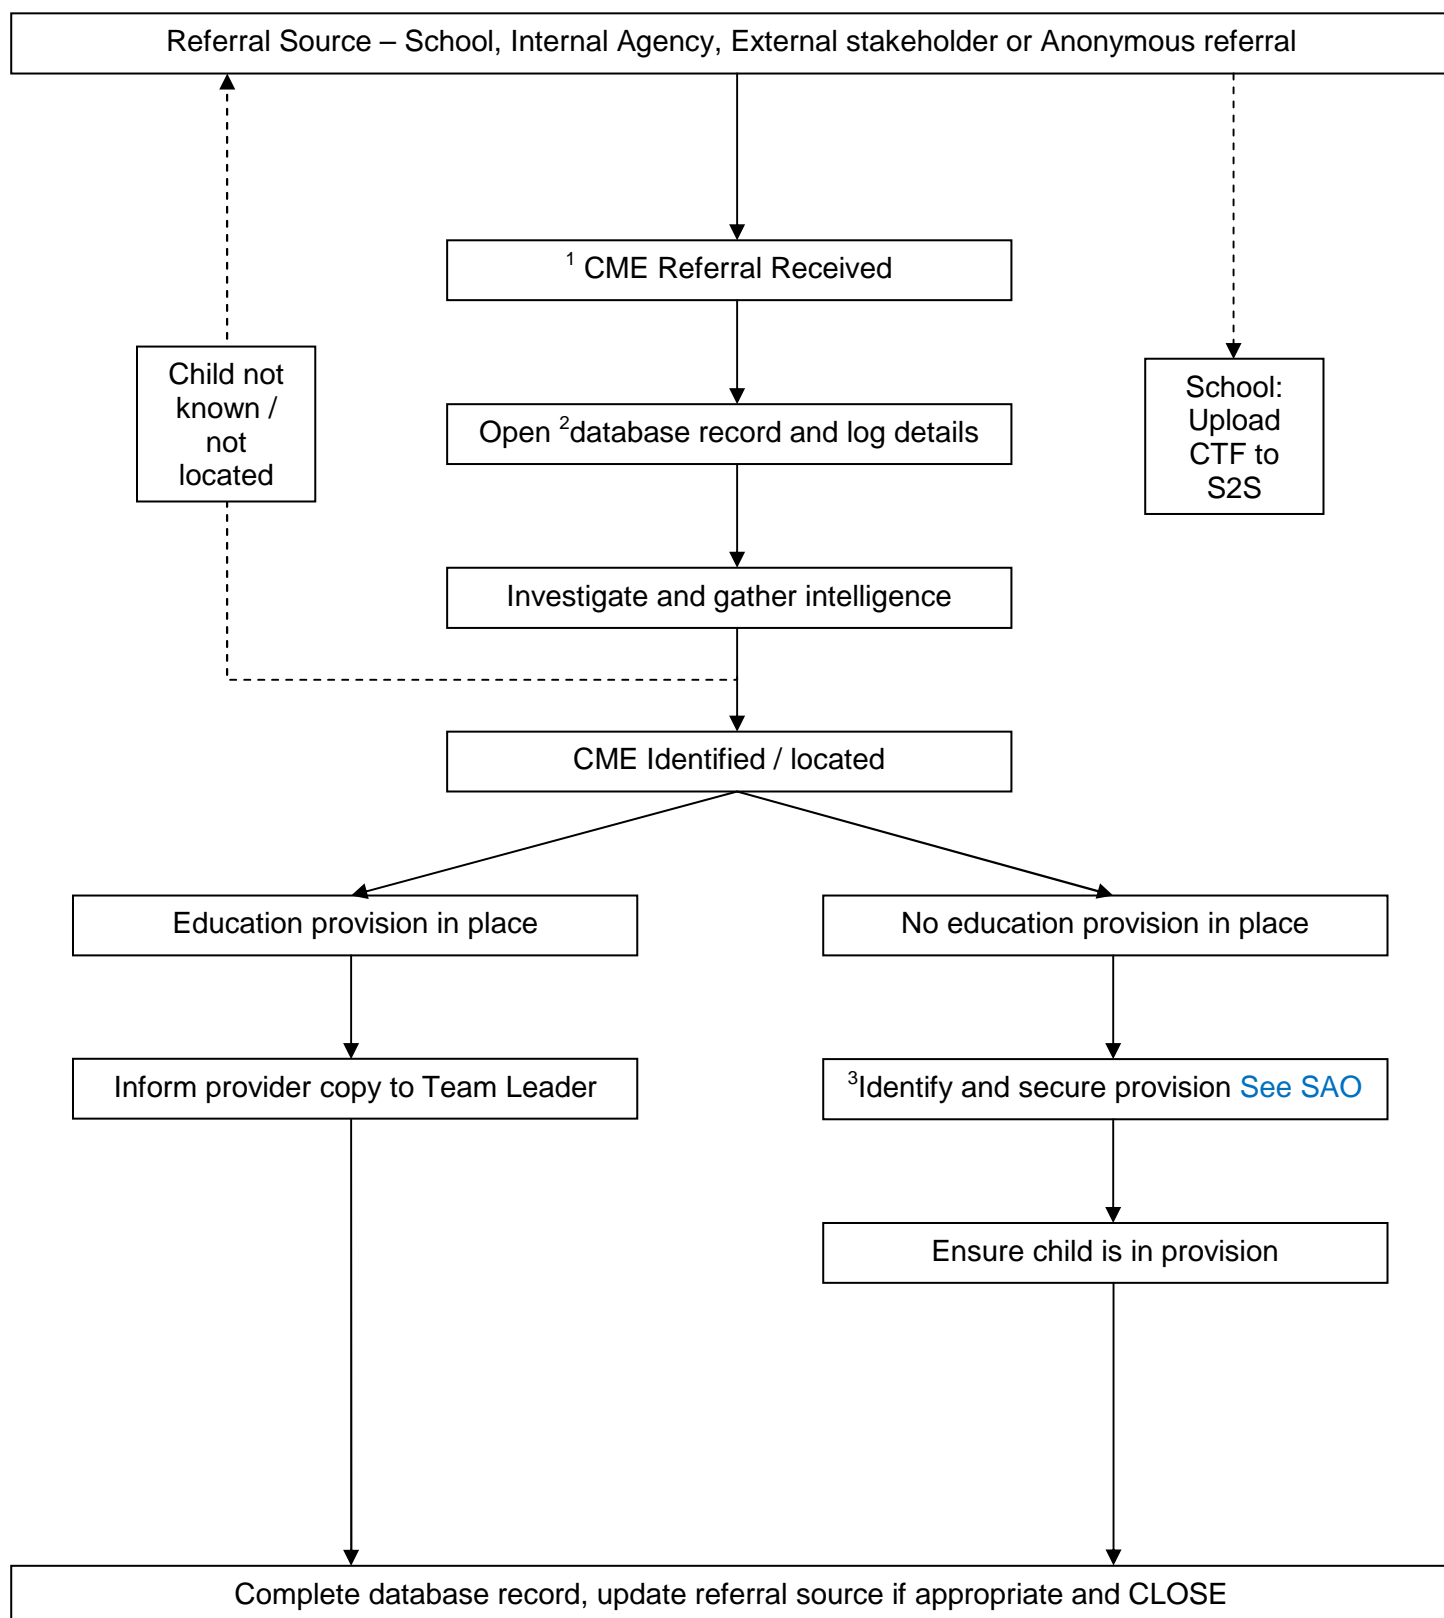 Referral Source – School, Internal Agency, External stakeholder or Anonymous referral
¹ CME Referral Received
Child not
known /
not
located
School:
Upload
CTF to
S2S
Open ²database record and log details
Investigate and gather intelligence
CME Identified / located
Education provision in place
No education provision in place
Inform provider copy to Team Leader
³Identify and secure provision See SAO
Ensure child is in provision
Complete database record, update referral source if appropriate and CLOSE